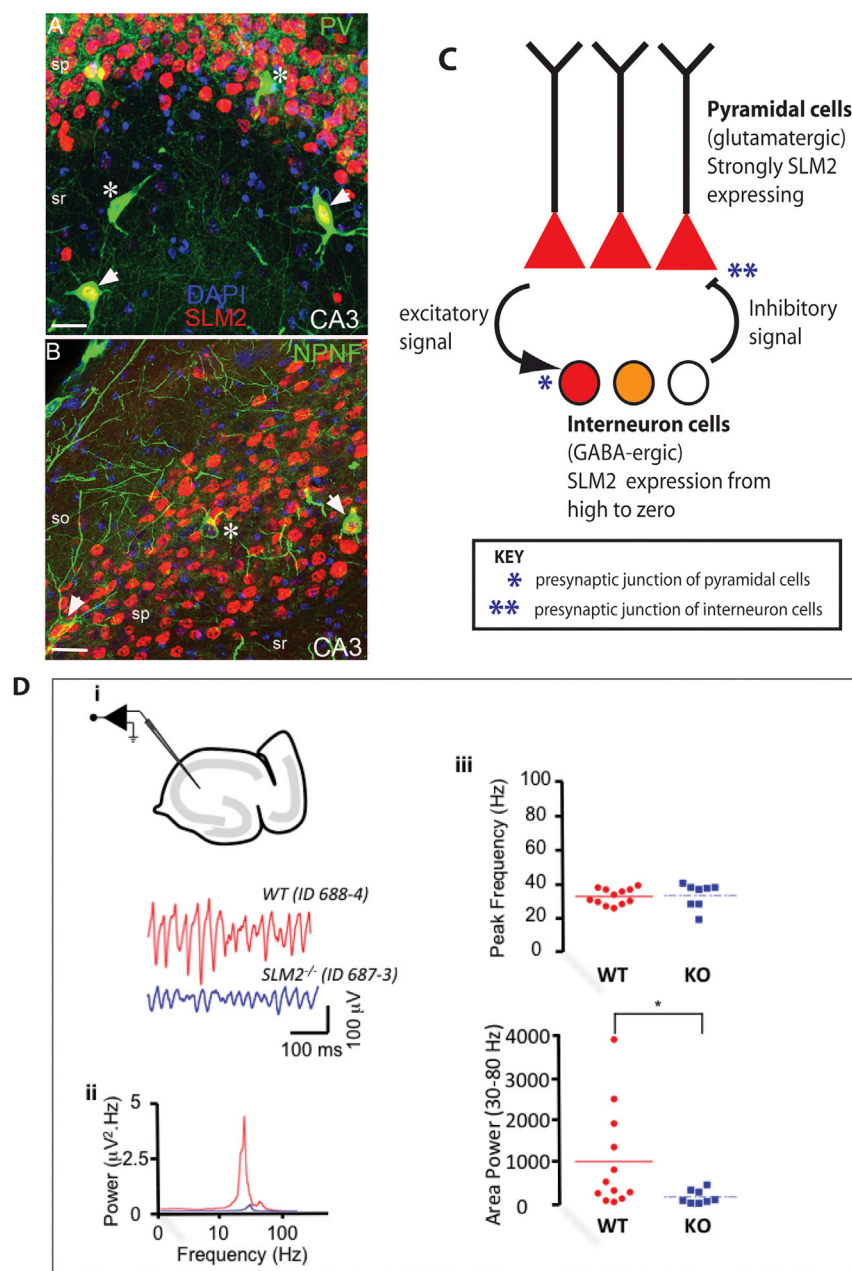 A
PV
sp
*
sr
*
DAPI
SLM2
CA3
B
NPNF
so
*
sp
sr
CA3
C
Pyramidal cells
(glutamatergic)
Strongly SLM2
expressing
**
excitatory
signal
Inhibitory
signal
*
Interneuron cells
(GABA-ergic)
SLM2 expression from
high to zero
KEY
* presynaptic junction of pyramidal cells
** presynaptic junction of interneuron cells
D
i
WT (ID 688-4)
SLM2-/- (ID 687-3)
100 µV
100 ms
ii
Power (µV2.Hz)
5
2.5
0
0
10
100
Frequency (Hz)
iii
Peak Frequency (Hz)
100
80
60
40
20
0
WT
KO
*
Area Power (30-80 Hz)
4000
3000
2000
1000
0
WT
KO